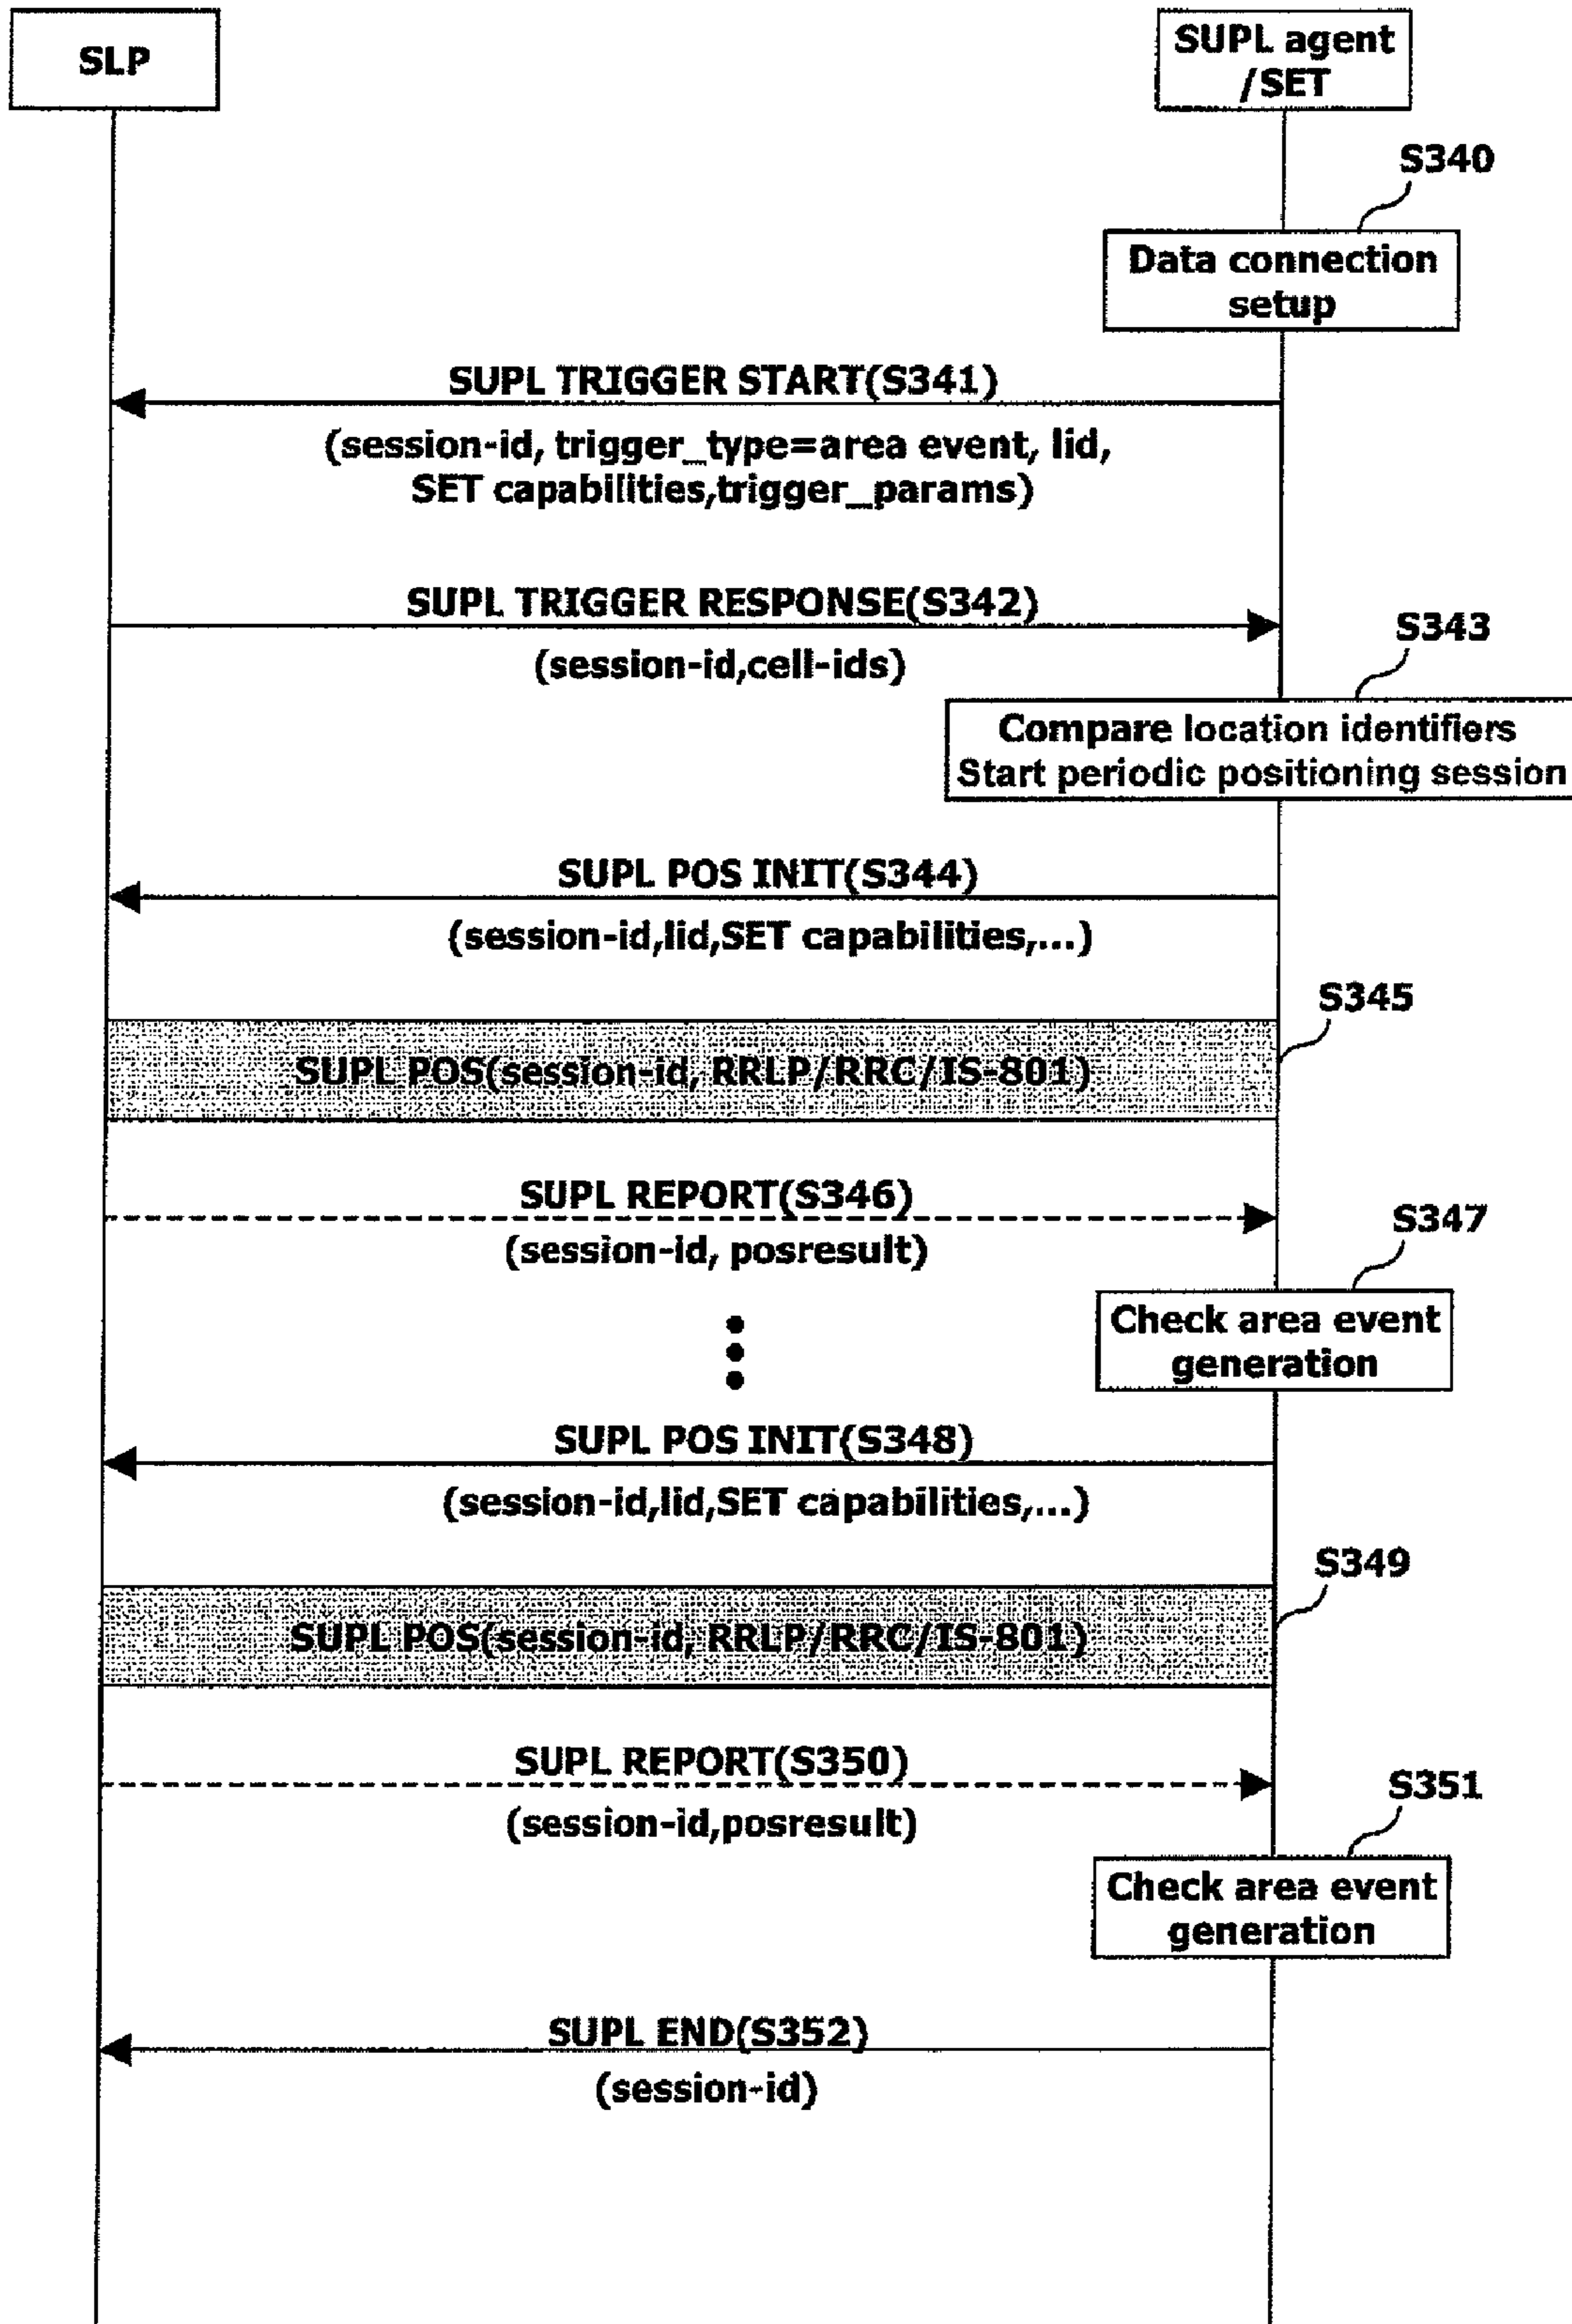 SLP
SUPL agent
/SET
S340
Data connection
setup
SUPL TRIGGER START(S341)
(session-id, trigger_type=area event, lid,
SET capabilities,trigger_params)
SUPL TRIGGER RESPONSE(S342)
(session-id,cell-ids)
S343
Compare location identifiers
Start periodic positioning session
SUPL POS INIT(S344)
(session-id,lid,SET capabilities,...)
S345
SUPL POS(session-id, RRLP/RRC/IS-801)
SUPL REPORT(S346)
(session-id, posresult)
S347
Check area event
generation
SUPL POS INIT(S348)
(session-id,lid,SET capabilities,...)
S349
SUPL POS(session-id, RRLP/RRC/IS-801)
SUPL REPORT(S350)
(session-id,posresult)
S351
Check area event
generation
SUPL END(S352)
(session-id)